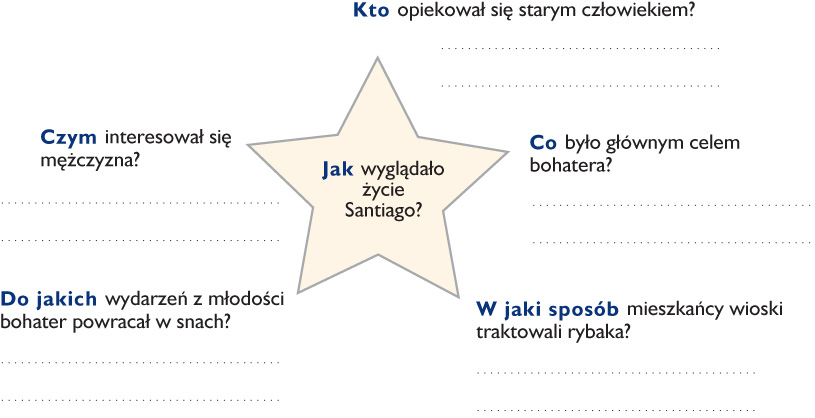 Kto opiekował się starym człowiekiem?
Czym interesował się
mężczyzna?
Co było głównym celem
bohatera?
Jak wyglądało
życie
Santiago?
Do jakich wydarzeń z młodości
bohater powracał w snach?
W jaki sposób mieszkańcy wioski
traktowali rybaka?